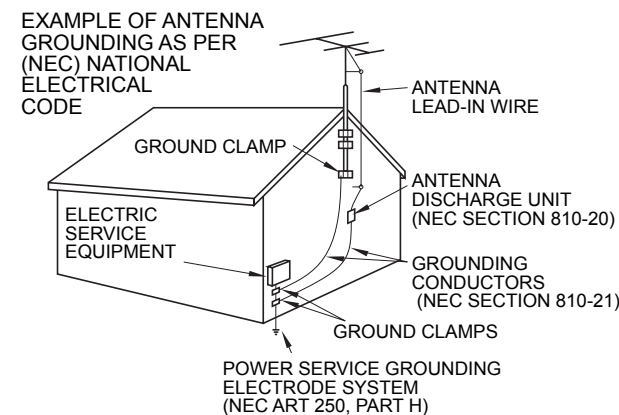 EXAMPLE OF ANTENNA
GROUNDING AS PER
(NEC) NATIONAL
ELECTRICAL
CODE
ANTENNA
LEAD-IN WIRE
GROUND CLAMP
ANTENNA
DISCHARGE UNIT
(NEC SECTION 810-20)
ELECTRIC
SERVICE
EQUIPMENT
GROUNDING
CONDUCTORS
(NEC SECTION 810-21)
GROUND CLAMPS
POWER SERVICE GROUNDING
ELECTRODE SYSTEM
(NEC ART 250, PART H)